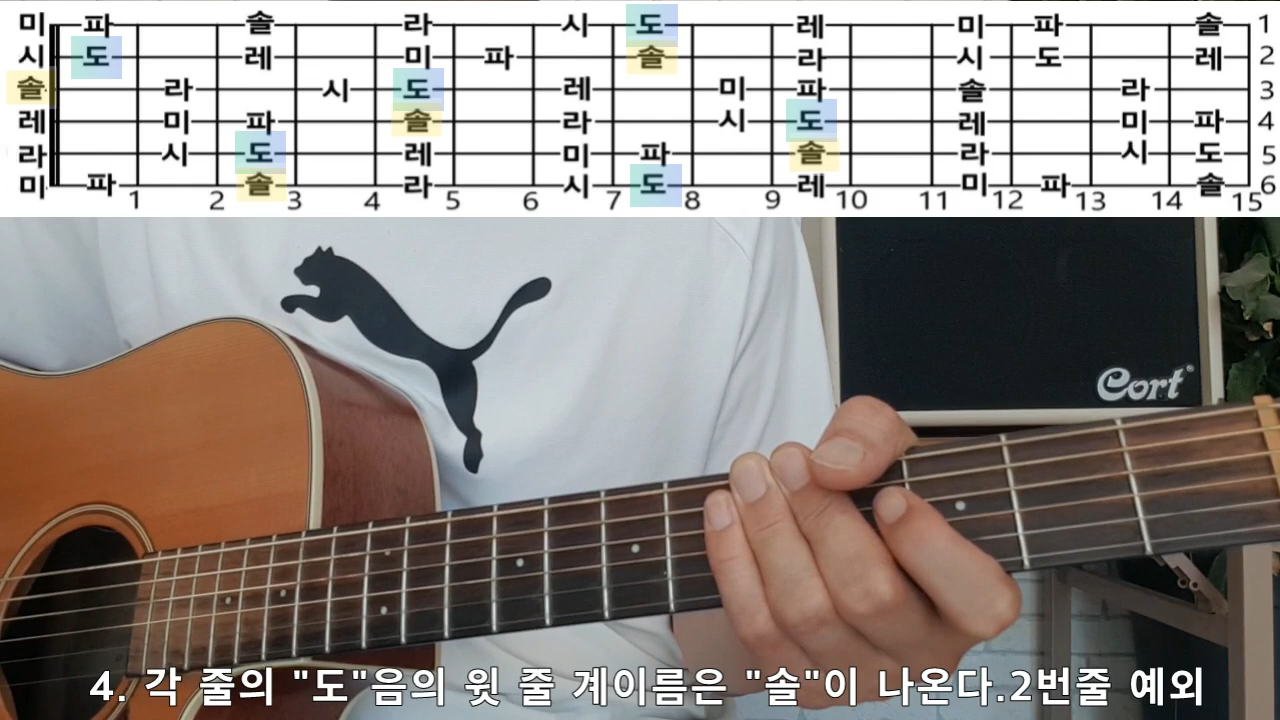 미 파 솔 라 시 도 레 미 파 솔 1
시 도 레 미 파 솔 라 시 도 레 2
솔 라 시 도 레 미 파 솔 라 3
레 미 파 솔 라 시 도 레 미 파 4
라 시 도 레 미 파 솔 라 시 도 5
미 파 솔 라 시 도 레 미 파 솔 6
1 2 3 4 5 6 7 8 9 10 11 12 13 14 15
Cort
4. 각 줄의 "도"음의 윗 줄 계이름은 "솔"이 나온다.2번줄 예외